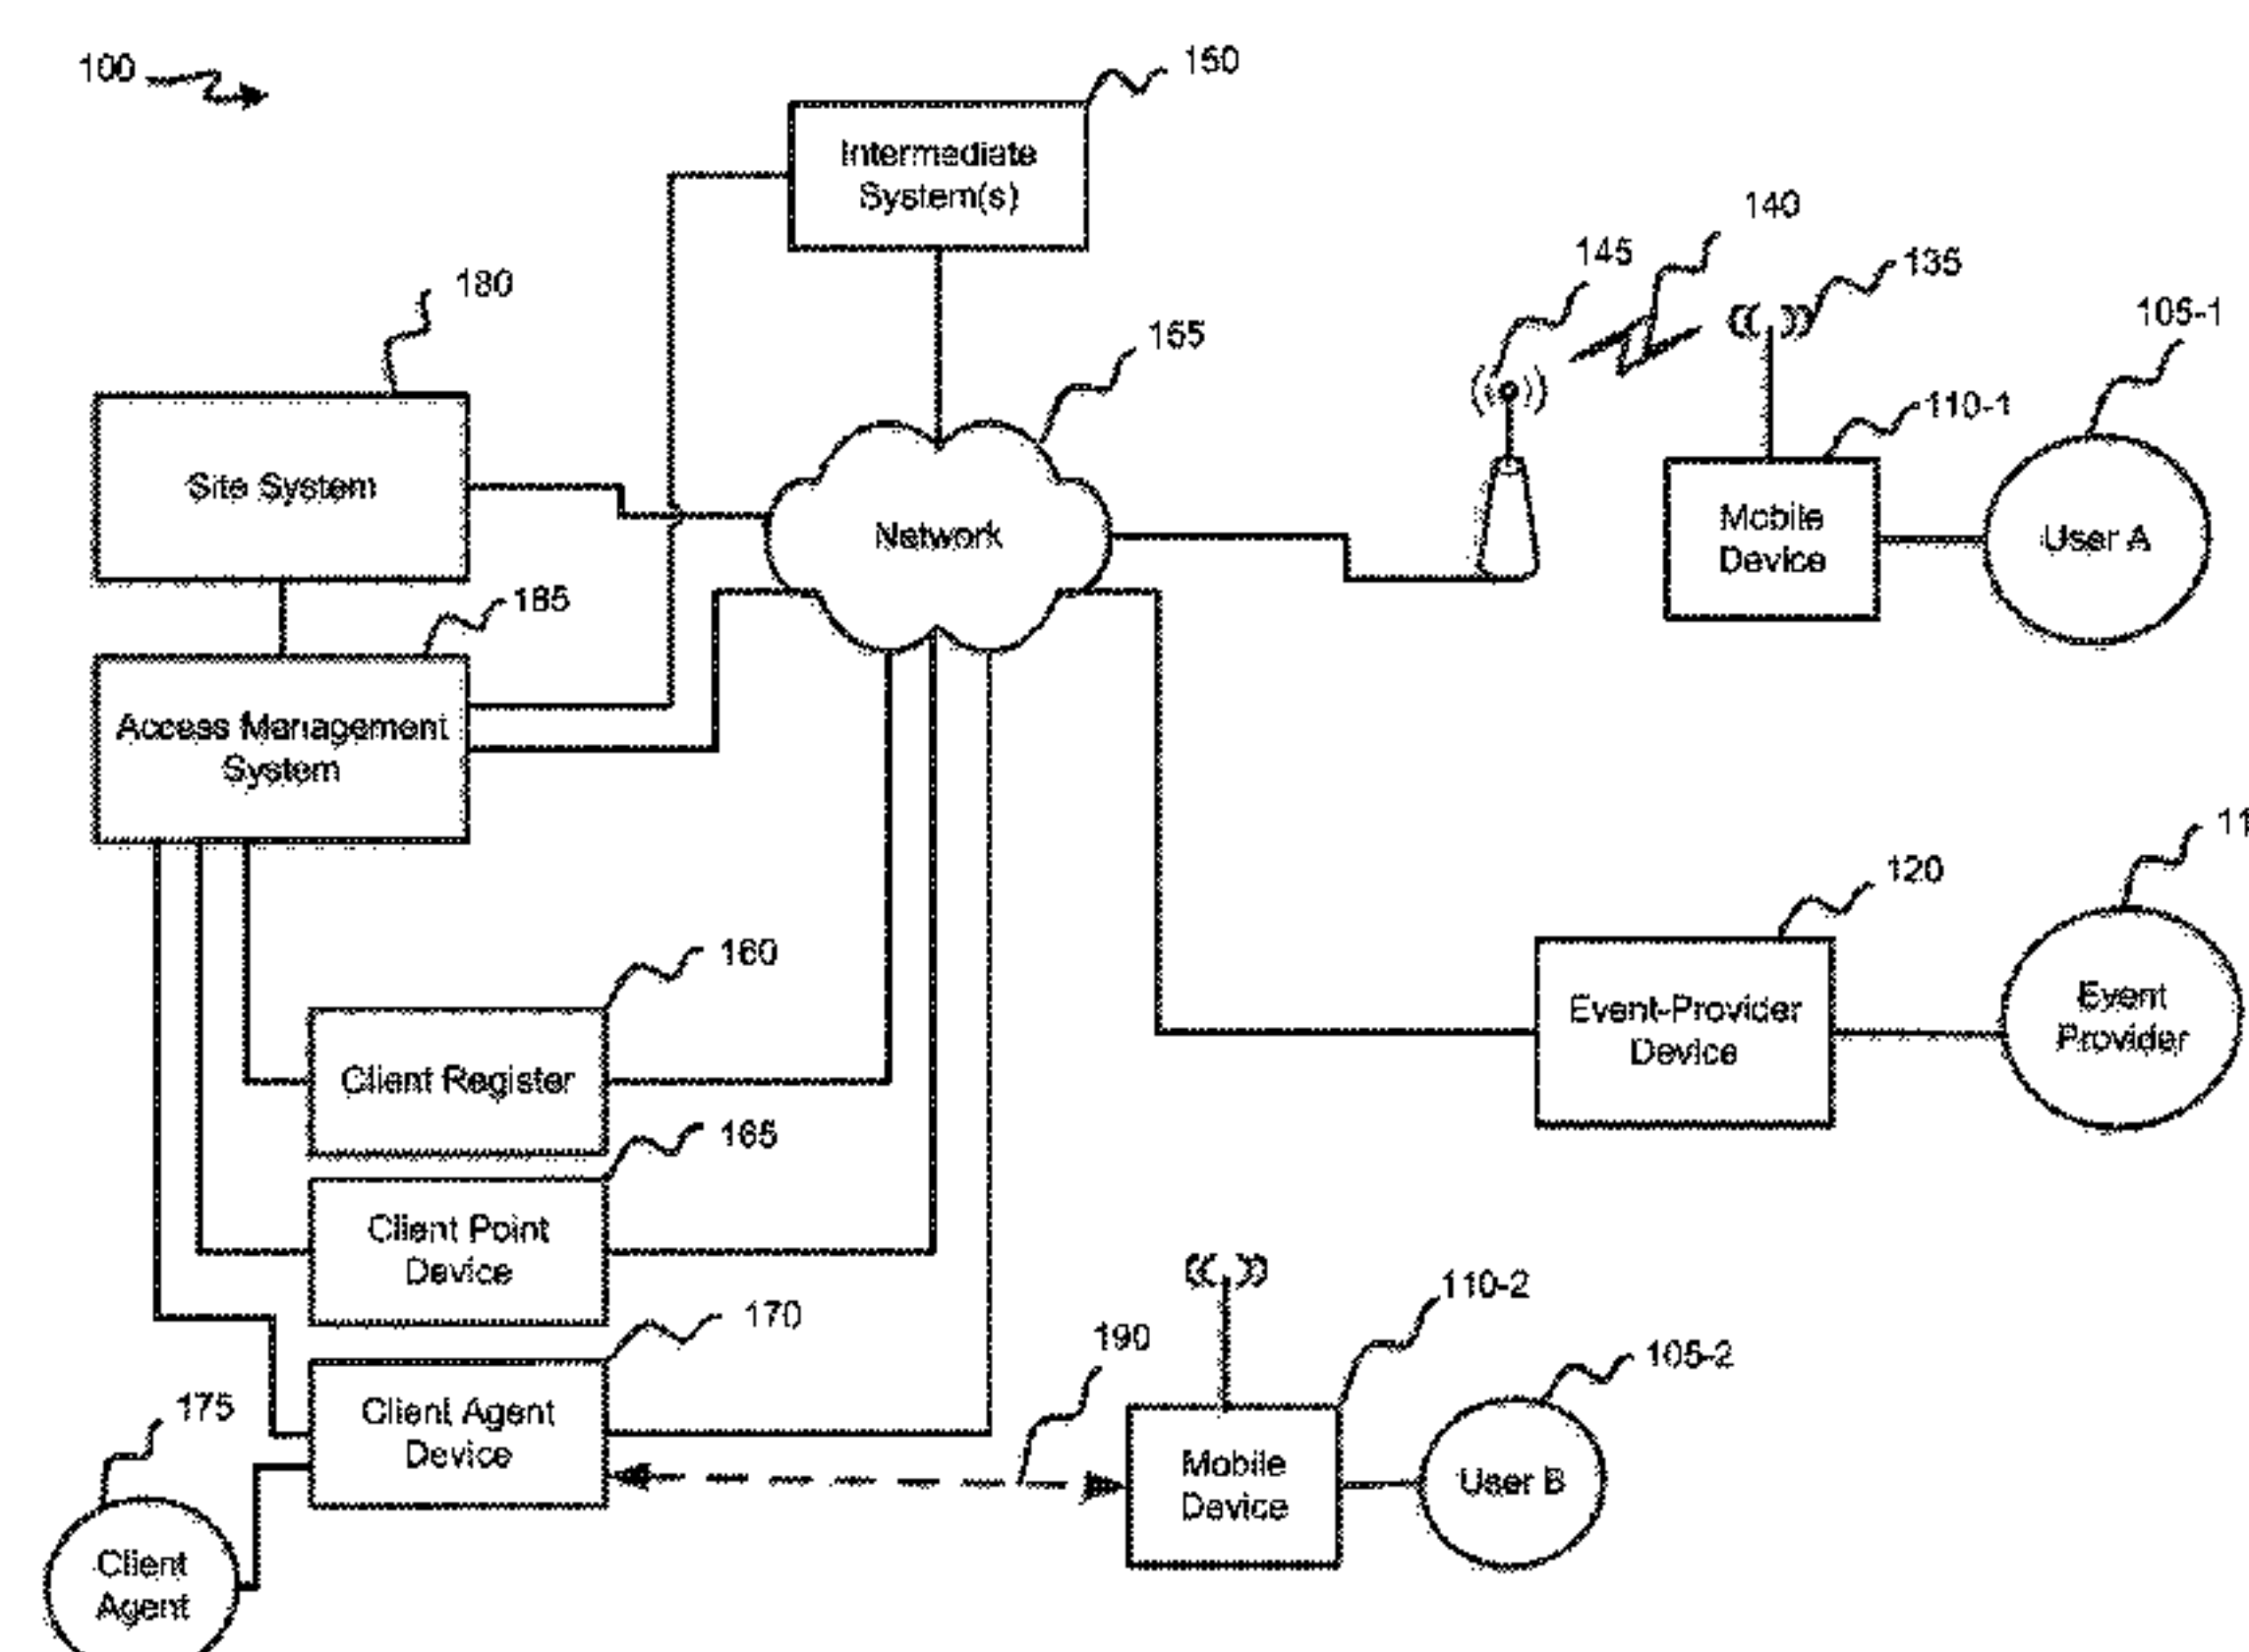 100
150
Intermediate
System(s)
140
145
135
105-1
180
155
110-1
Site System
Network
Mobile
Device
User A
185
Access Management
System
11
120
160
Event-Provider
Device
Event
Provider
Client Register
165
Client Point
Device
110-2
170
190
105-2
175
Client Agent
Device
Mobile
Device
User B
Client
Agent